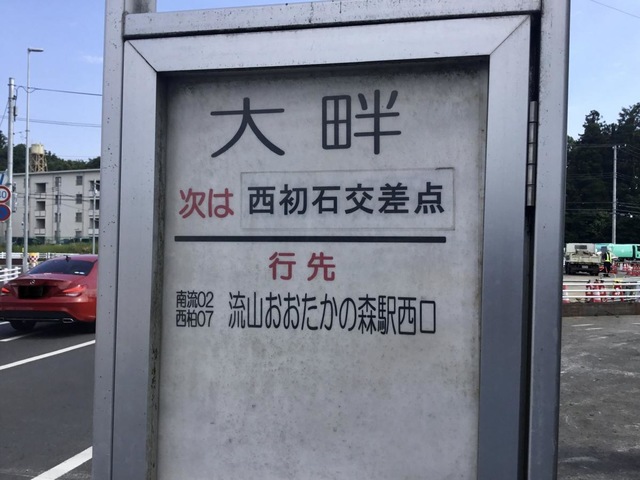 大畔
次は 西初石交差点
行先
南流02
西柏07 流山おおたかの森駅西口